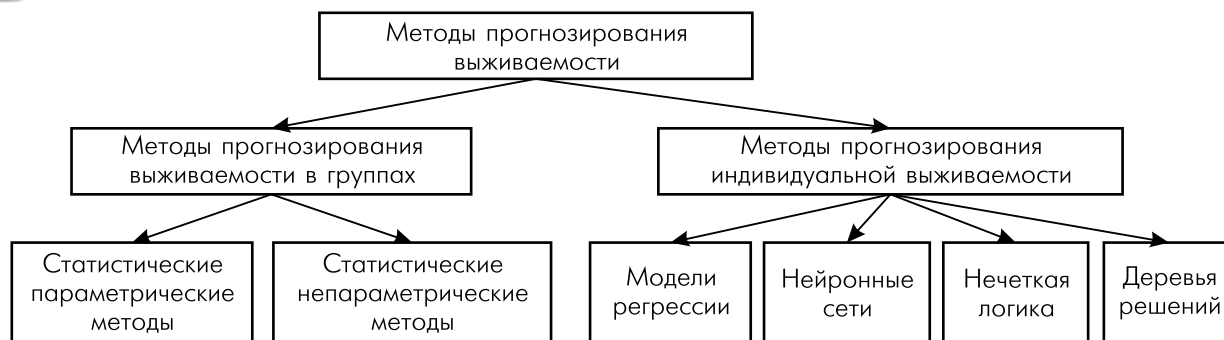 Методы прогнозирования
выживаемости
Методы прогнозирования
выживаемости в группах
Методы прогнозирования
индивидуальной выживаемости
Статистические
параметрические
методы
Статистические
непараметрические
методы
Модели
регрессии
Нейронные
сети
Нечеткая
логика
Деревья
решений